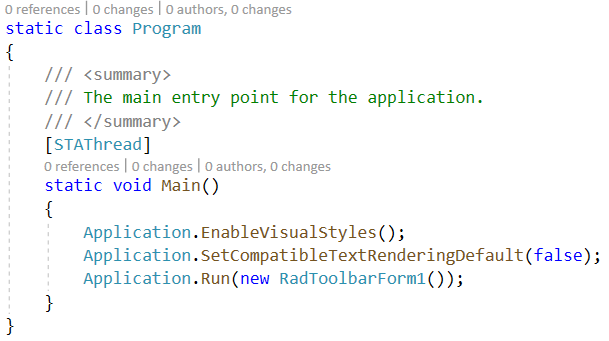 0 references | 0 changes | 0 authors, 0 changes
static class Program
{
/// <summary>
/// The main entry point for the application.
/// </summary>
[STAThread]
0 references | 0 changes | 0 authors, 0 changes
static void Main()
{
Application.EnableVisualStyles();
Application.SetCompatibleTextRenderingDefault(false);
Application.Run(new RadToolbarForm1());
}
}